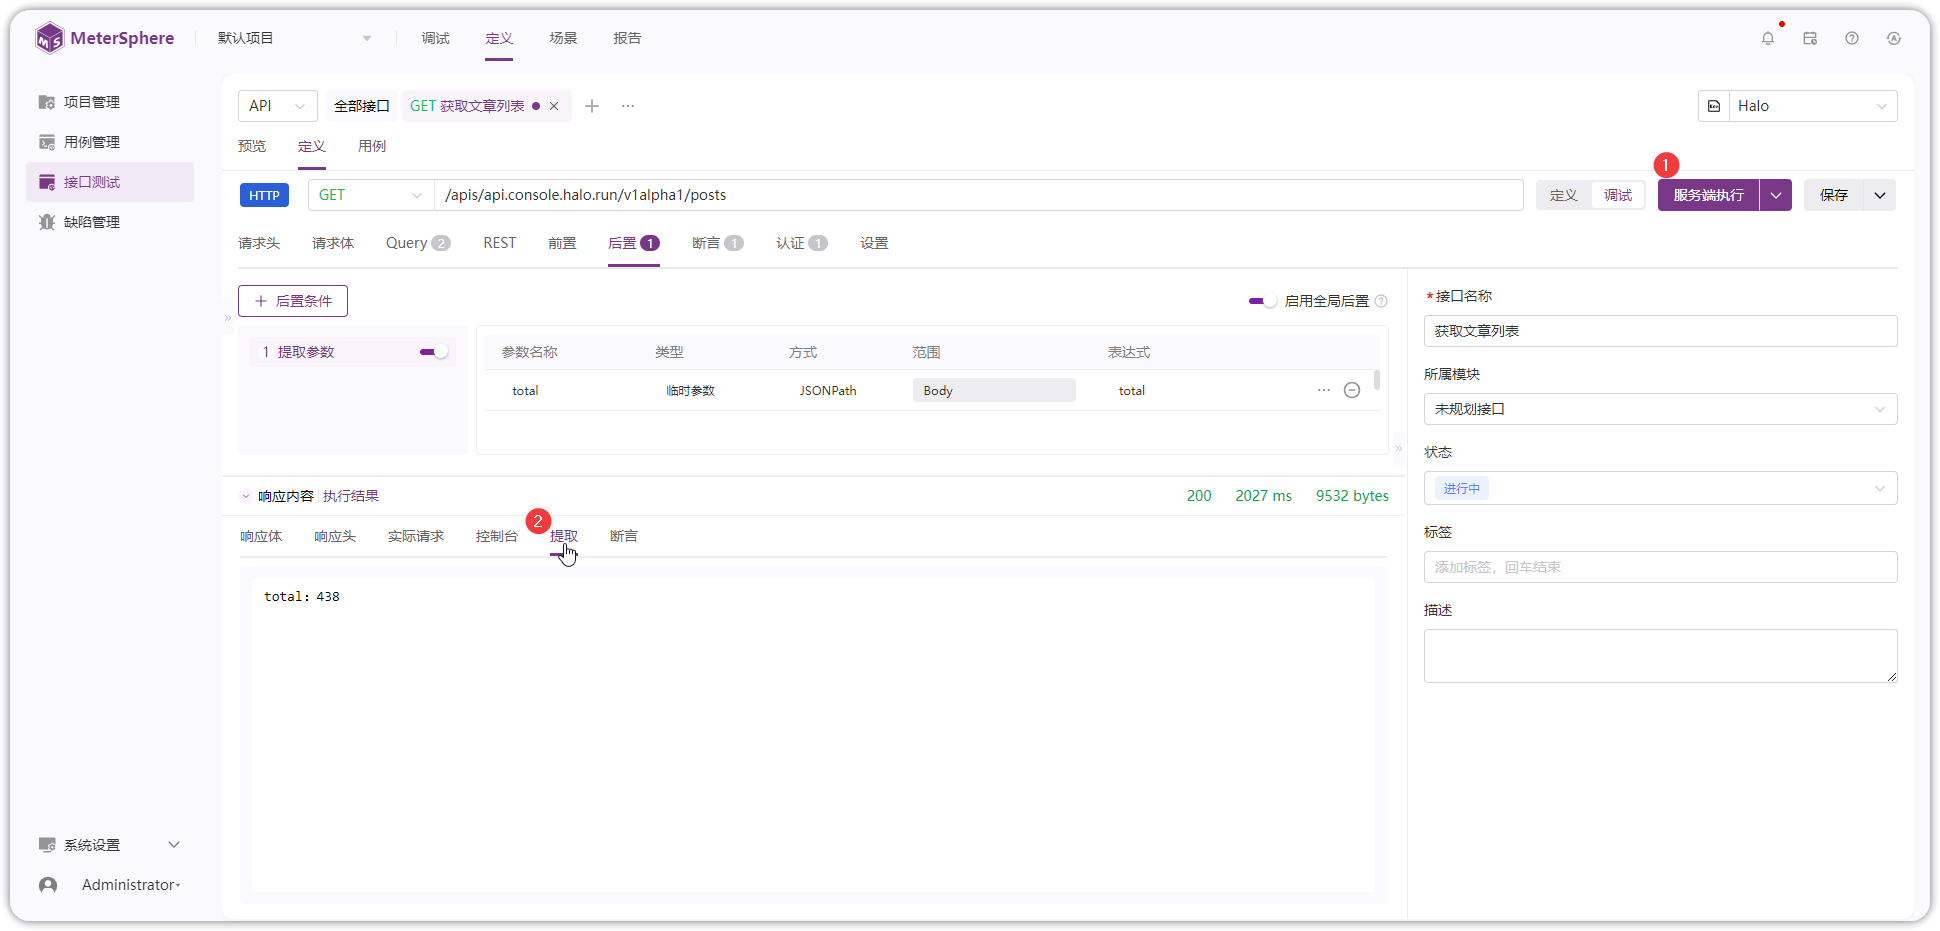 MeterSphere
默认项目
调试
定义
场景
报告
项目管理
用例管理
接口测试
缺陷管理
API
全部接口
GET 获取文章列表
Halo
预览
定义
用例
1
HTTP
GET
/apis/api.console.halo.run/v1alpha1/posts
定义
调试
服务端执行
保存
请求头
请求体
Query 2
REST
前置
后置 1
断言 1
认证 1
设置
后置条件
启用全局后置
1 提取参数
参数名称
类型
方式
范围
表达式
total
临时参数
JSONPath
Body
total
*接口名称
获取文章列表
所属模块
未规划接口
状态
进行中
标签
添加标签，回车结束
描述
响应内容
执行结果
200
2027 ms
9532 bytes
2
响应体
响应头
实际请求
控制台
提取
断言
total: 438
系统设置
Administrator